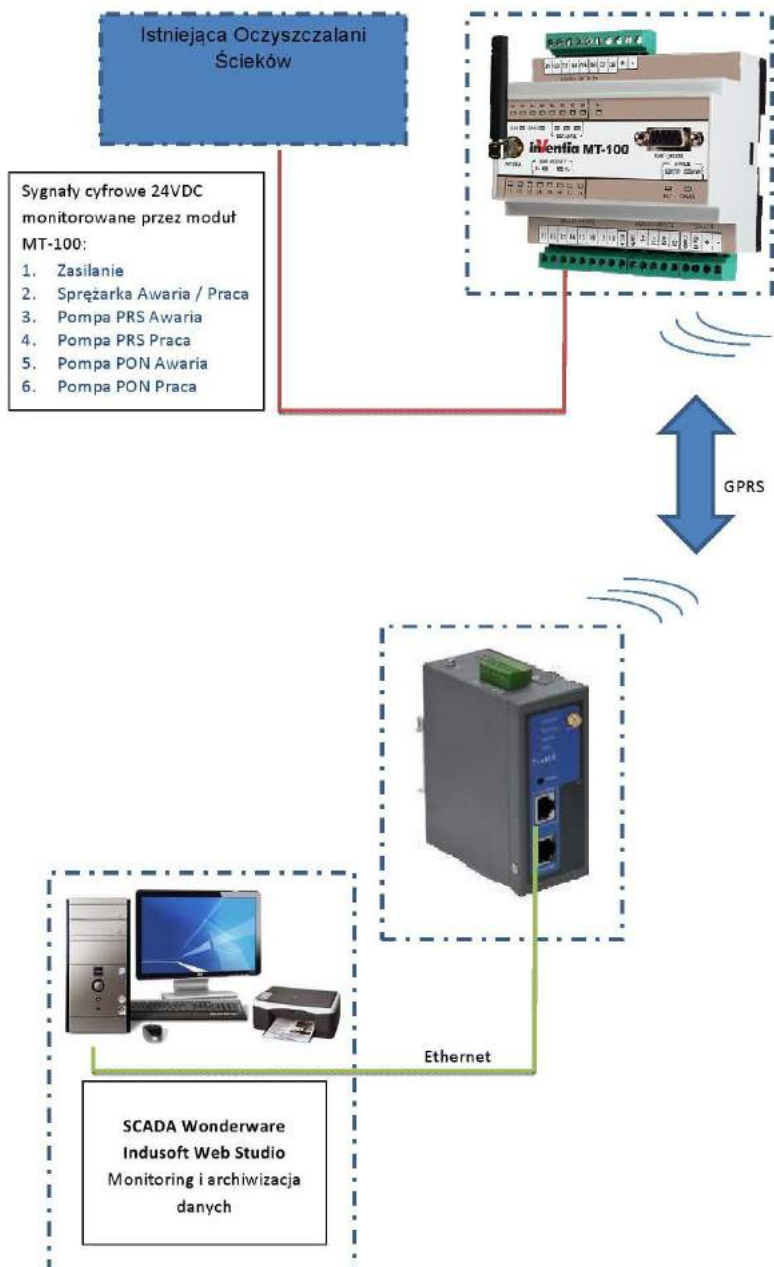 Istniejąca Oczyszczalani
Ścieków
inVentia MT-100
Sygnały cyfrowe 24VDC
monitorowane przez moduł
MT-100:
1. Zasilanie
2. Sprężarka Awaria / Praca
3. Pompa PRS Awaria
4. Pompa PRS Praca
5. Pompa PON Awaria
6. Pompa PON Praca
GPRS
Ethernet
SCADA Wonderware
Indusoft Web Studio
Monitoring i archiwizacja
danych